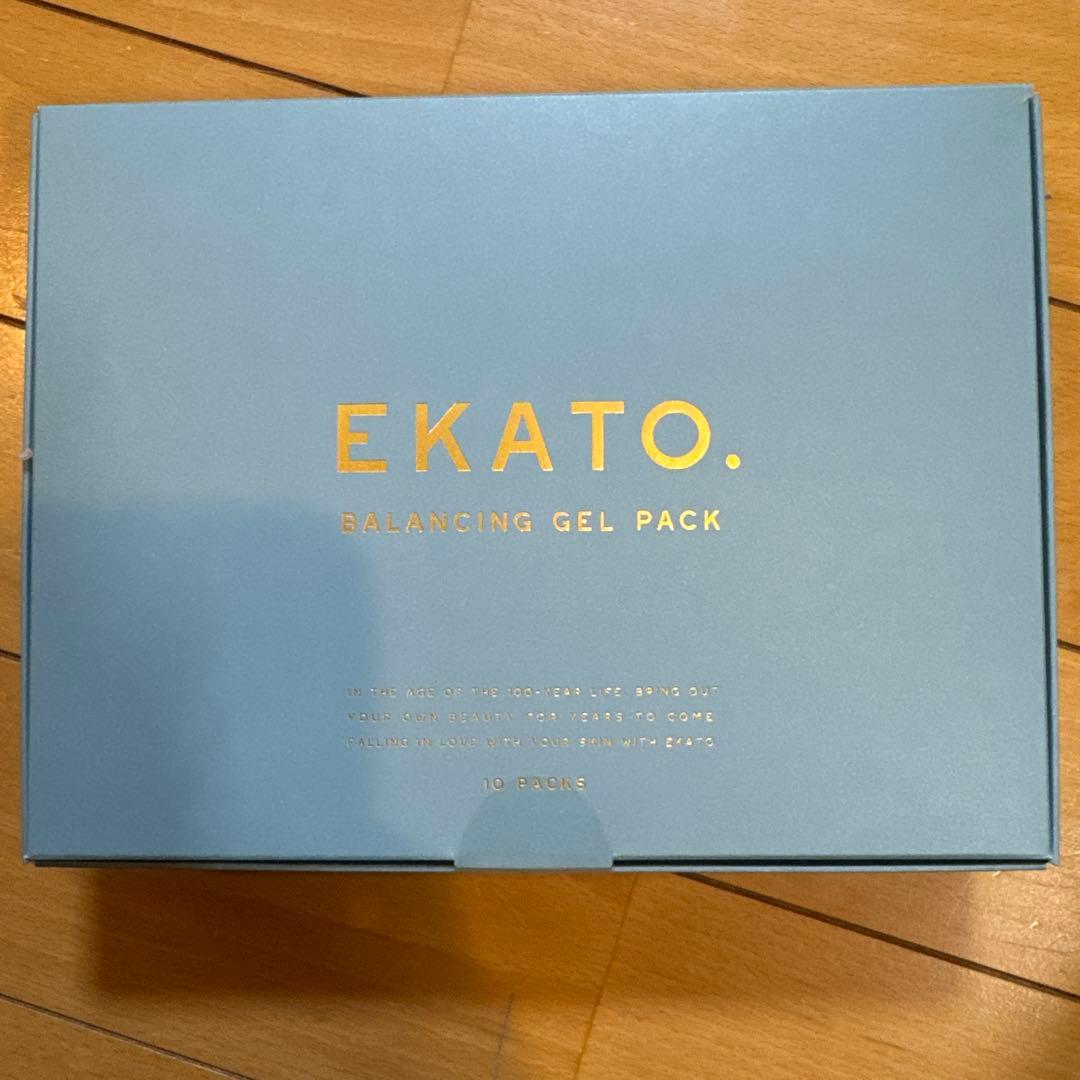 EKATO.
BALANCING GEL PACK
IN THE AGE OF THE 100-YEAR LIFE, BRING OUT
YOUR OWN BEAUTY FOR YEARS TO COME
FALLING IN LOVE WITH YOUR SKIN WITH EKATO.
10 PACKS